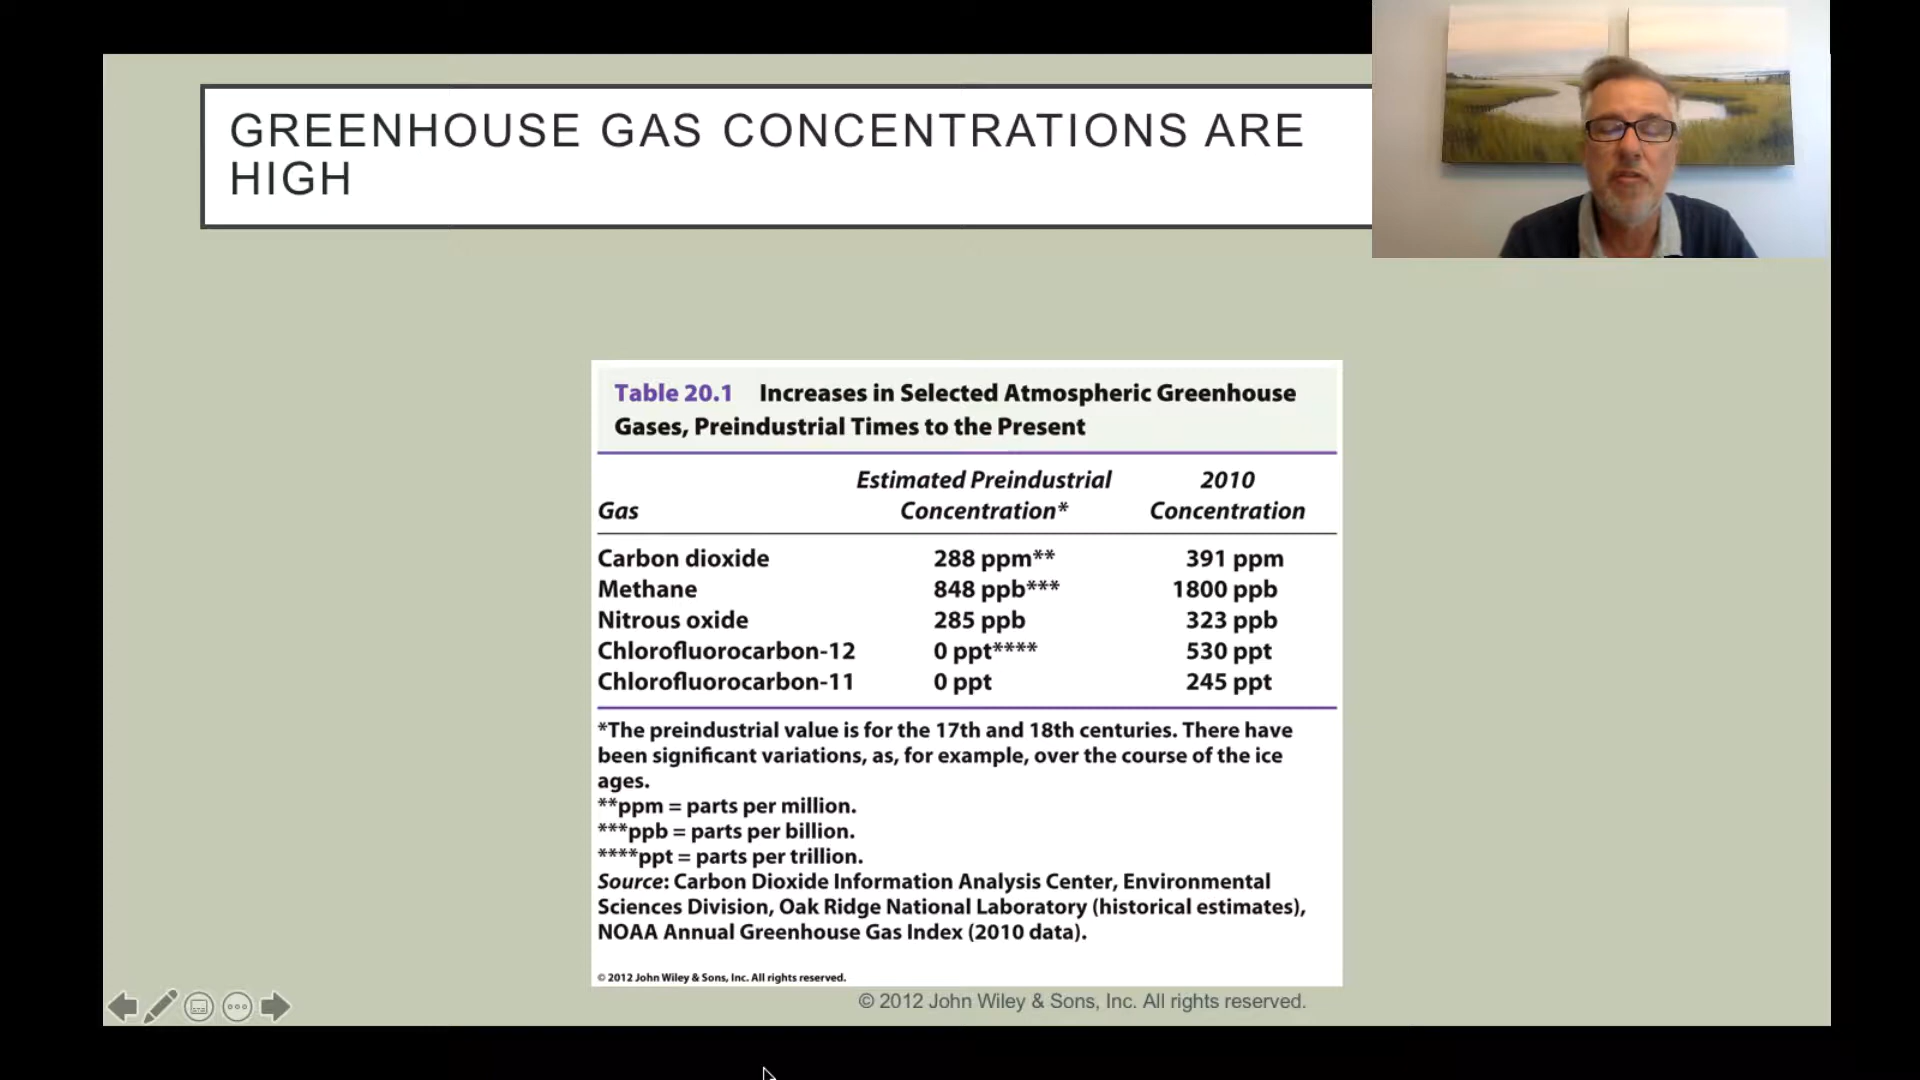 GREENHOUSE GAS CONCENTRATIONS ARE
HIGH
Table 20.1 Increases in Selected Atmospheric Greenhouse
Gases, Preindustrial Times to the Present
Estimated Preindustrial 2010
Gas Concentration* Concentration
Carbon dioxide 288 ppm** 391 ppm
Methane 848 ppb*** 1800 ppb
Nitrous oxide 285 ppb 323 ppb
Chlorofluorocarbon-12 0 ppt**** 530 ppt
Chlorofluorocarbon-11 0 ppt 245 ppt
*The preindustrial value is for the 17th and 18th centuries. There have
been significant variations, as, for example, over the course of the ice
ages.
**ppm = parts per million.
***ppb = parts per billion.
****ppt = parts per trillion.
Source: Carbon Dioxide Information Analysis Center, Environmental
Sciences Division, Oak Ridge National Laboratory (historical estimates),
NOAA Annual Greenhouse Gas Index (2010 data).
© 2012 John Wiley & Sons, Inc. All rights reserved.
© 2012 John Wiley & Sons, Inc. All rights reserved.